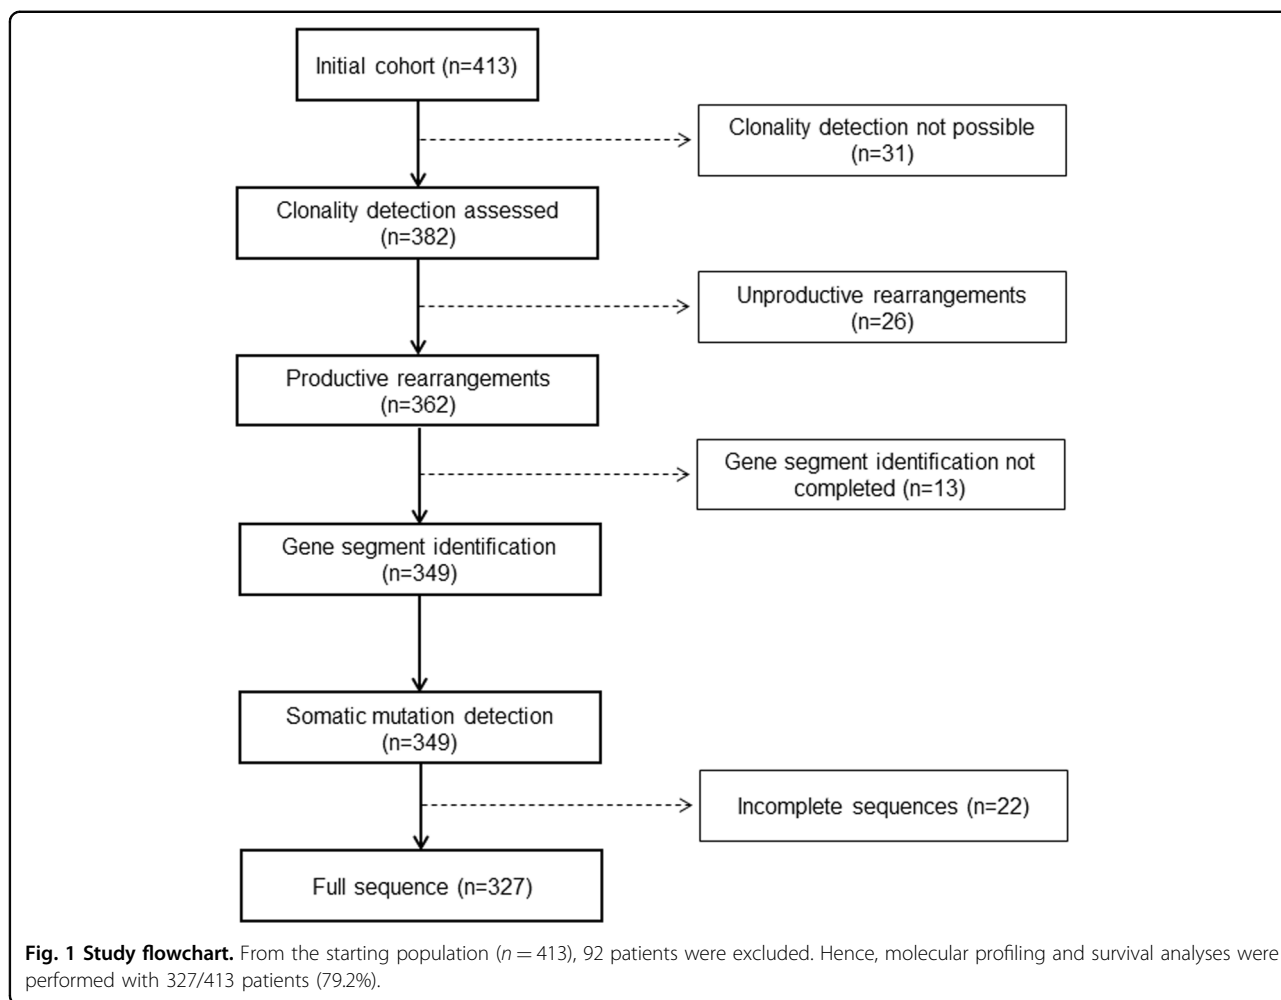 Initial cohort (n=413)
Clonality detection not possible
(n=31)
Clonality detection assessed
(n=382)
Unproductive rearrangements
(n=26)
Productive rearrangements
(n=362)
Gene segment identification not
completed (n=13)
Gene segment identification
(n=349)
Somatic mutation detection
(n=349)
Incomplete sequences (n=22)
Full sequence (n=327)
Fig. 1 Study flowchart. From the starting population (n = 413), 92 patients were excluded. Hence, molecular profiling and survival analyses were
performed with 327/413 patients (79.2%).